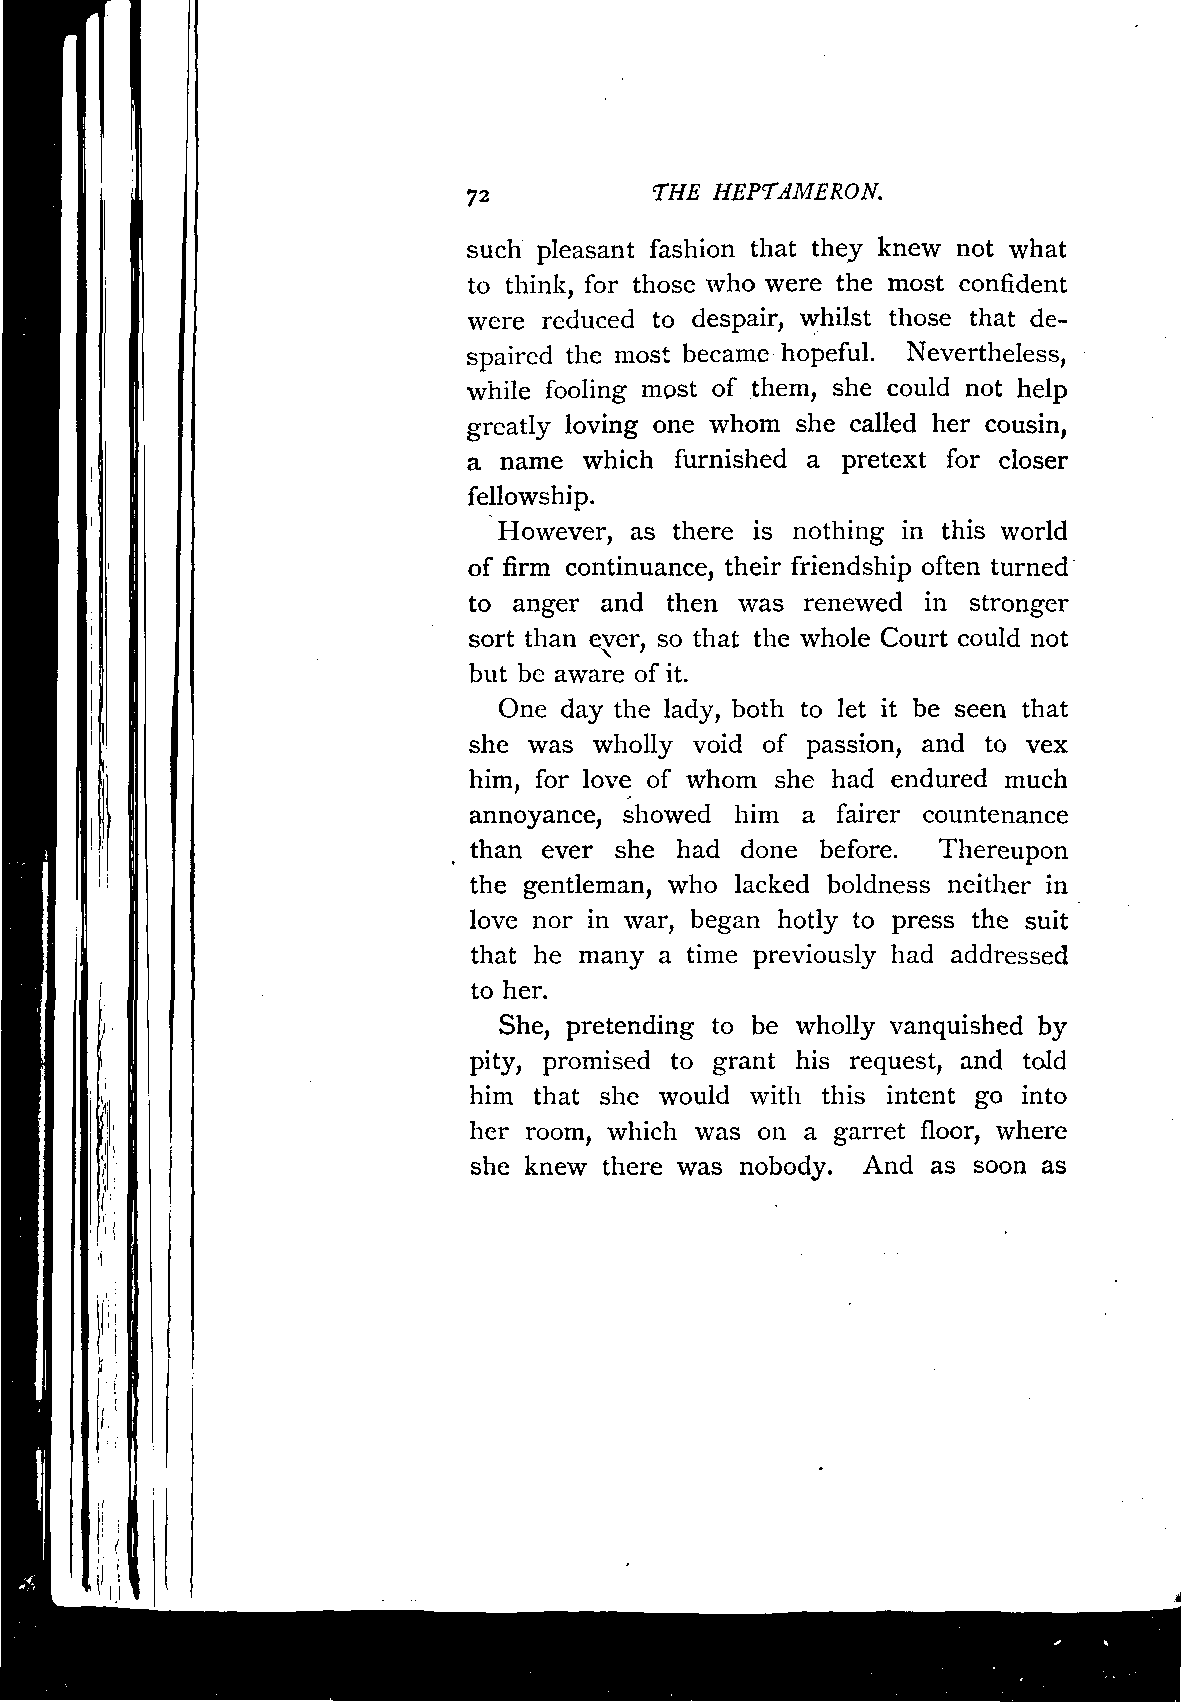 72 THE HEPTAMERON.
such pleasant fashion that they knew not what
to think, for those who were the most confident
were reduced to despair, whilst those that de-
spaired the most became hopeful. Nevertheless,
while fooling most of them, she could not help
greatly loving one whom she called her cousin,
a name which furnished a pretext for closer
fellowship.
However, as there is nothing in this world
of firm continuance, their friendship often turned
to anger and then was renewed in stronger
sort than ever, so that the whole Court could not
but be aware of it.
One day the lady, both to let it be seen that
she was wholly void of passion, and to vex
him, for love of whom she had endured much
annoyance, showed him a fairer countenance
than ever she had done before. Thereupon
the gentleman, who lacked boldness neither in
love nor in war, began hotly to press the suit
that he many a time previously had addressed
to her.
She, pretending to be wholly vanquished by
pity, promised to grant his request, and told
him that she would with this intent go into
her room, which was on a garret floor, where
she knew there was nobody. And as soon as